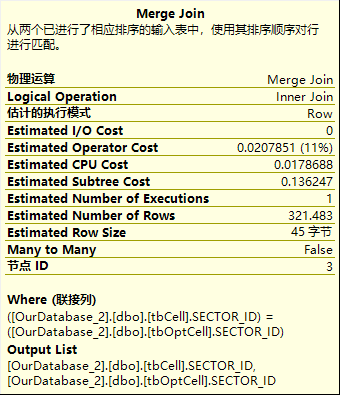 Merge Join
从两个已进行了相应排序的输入表中，使用其排序顺序对行
进行匹配。
物理运算 Merge Join
Logical Operation Inner Join
估计的执行模式 Row
Estimated I/O Cost 0
Estimated Operator Cost 0.0207851 (11%)
Estimated CPU Cost 0.0178688
Estimated Subtree Cost 0.136247
Estimated Number of Executions 1
Estimated Number of Rows 321.483
Estimated Row Size 45 字节
Many to Many False
节点 ID 3
Where (联接列)
([OurDatabase_2].[dbo].[tbCell].SECTOR_ID) =
([OurDatabase_2].[dbo].[tbOptCell].SECTOR_ID)
Output List
[OurDatabase_2].[dbo].[tbCell].SECTOR_ID,
[OurDatabase_2].[dbo].[tbOptCell].SECTOR_ID